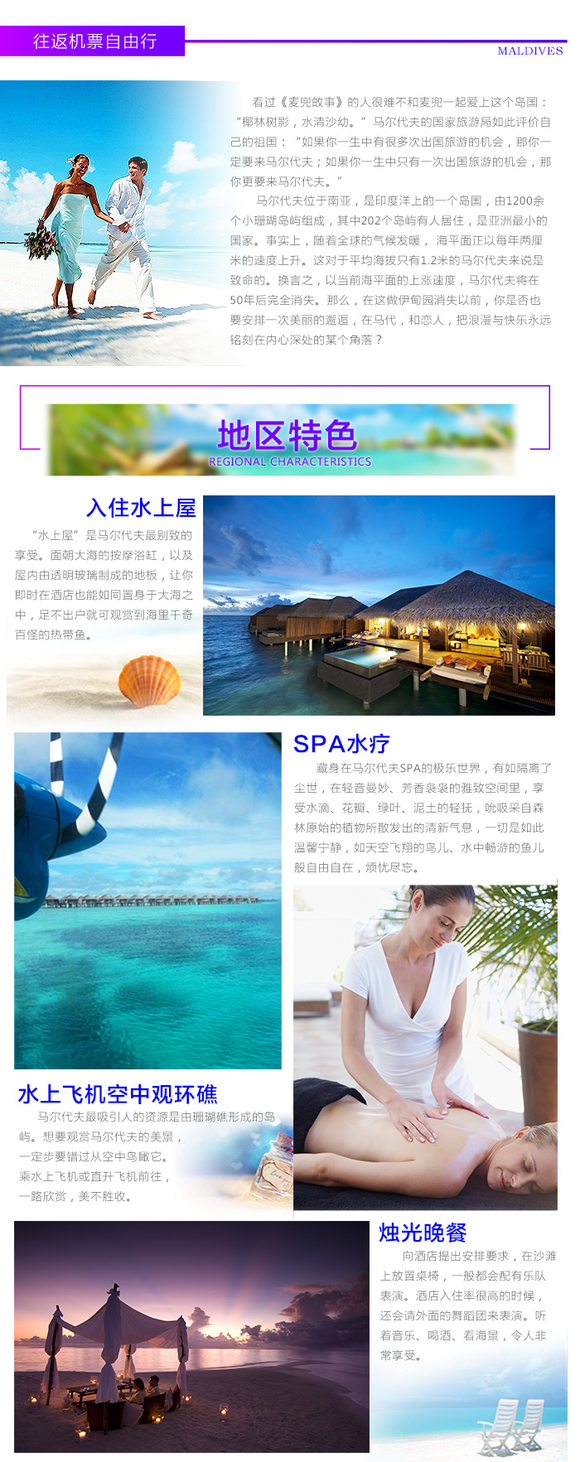 往返机票自由行
MALDIVES
看过《麦兜故事》的人很难不和麦兜一起爱上这个岛国：
“椰林树影，水清沙幼。”马尔代夫的国家旅游局如此评价自
己的祖国：“如果你一生中有很多次出国旅游的机会，那你一
定要来马尔代夫；如果你一生中只有一次出国旅游的机会，那
你更要来马尔代夫。”
马尔代夫位于南亚，是印度洋上的一个岛国，由1200余
个小珊瑚岛屿组成，其中202个岛屿有人居住，是亚洲最小的
国家。事实上，随着全球的气候发暖， 海平面正以每年两厘
米的速度上升。这对于平均海拔只有1.2米的马尔代夫来说是
致命的。换言之，以当前海平面的上涨速度，马尔代夫将在
50年后完全消失。那么，在这做伊甸园消失以前，你是否也
要安排一次美丽的邂逅，在马代，和恋人，把浪漫与快乐永远
铭刻在内心深处的某个角落？
地区特色
REGIONAL CHARACTERISTICS
入住水上屋
“水上屋”是马尔代夫最别致的
享受。面朝大海的按摩浴缸，以及
屋内由透明玻璃制成的地板，让你
即时在酒店也能如同置身于大海之
中，足不出户就可观赏到海里千奇
百怪的热带鱼。
SPA水疗
藏身在马尔代夫SPA的极乐世界，有如隔离了
尘世，在轻音曼妙、芳香袅袅的雅致空间里，享
受水滴、花瓣、绿叶、泥土的轻抚，吮吸采自森
林原始的植物所散发出的清新气息，一切是如此
温馨宁静，如天空飞翔的鸟儿、水中畅游的鱼儿
般自由自在，烦忧尽忘。
水上飞机空中观环礁
马尔代夫最吸引人的资源是由珊瑚礁形成的岛
屿。想要观赏马尔代夫的美景，
一定步要错过从空中鸟瞰它。
乘水上飞机或直升飞机前往，
一路欣赏，美不胜收。
烛光晚餐
向酒店提出安排要求，在沙滩
上放置桌椅，一般都会配有乐队
表演。酒店入住率很高的时候，
还会请外面的舞蹈团来表演。听
着音乐、喝酒、看海景，令人非
常享受。